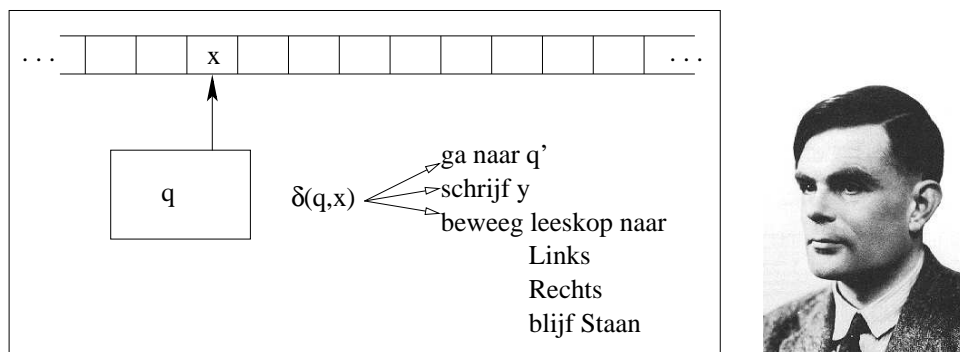 . . . x . . .
q
δ(q,x)
ga naar q’
schrijf y
beweeg leeskop naar
Links
Rechts
blijf Staan